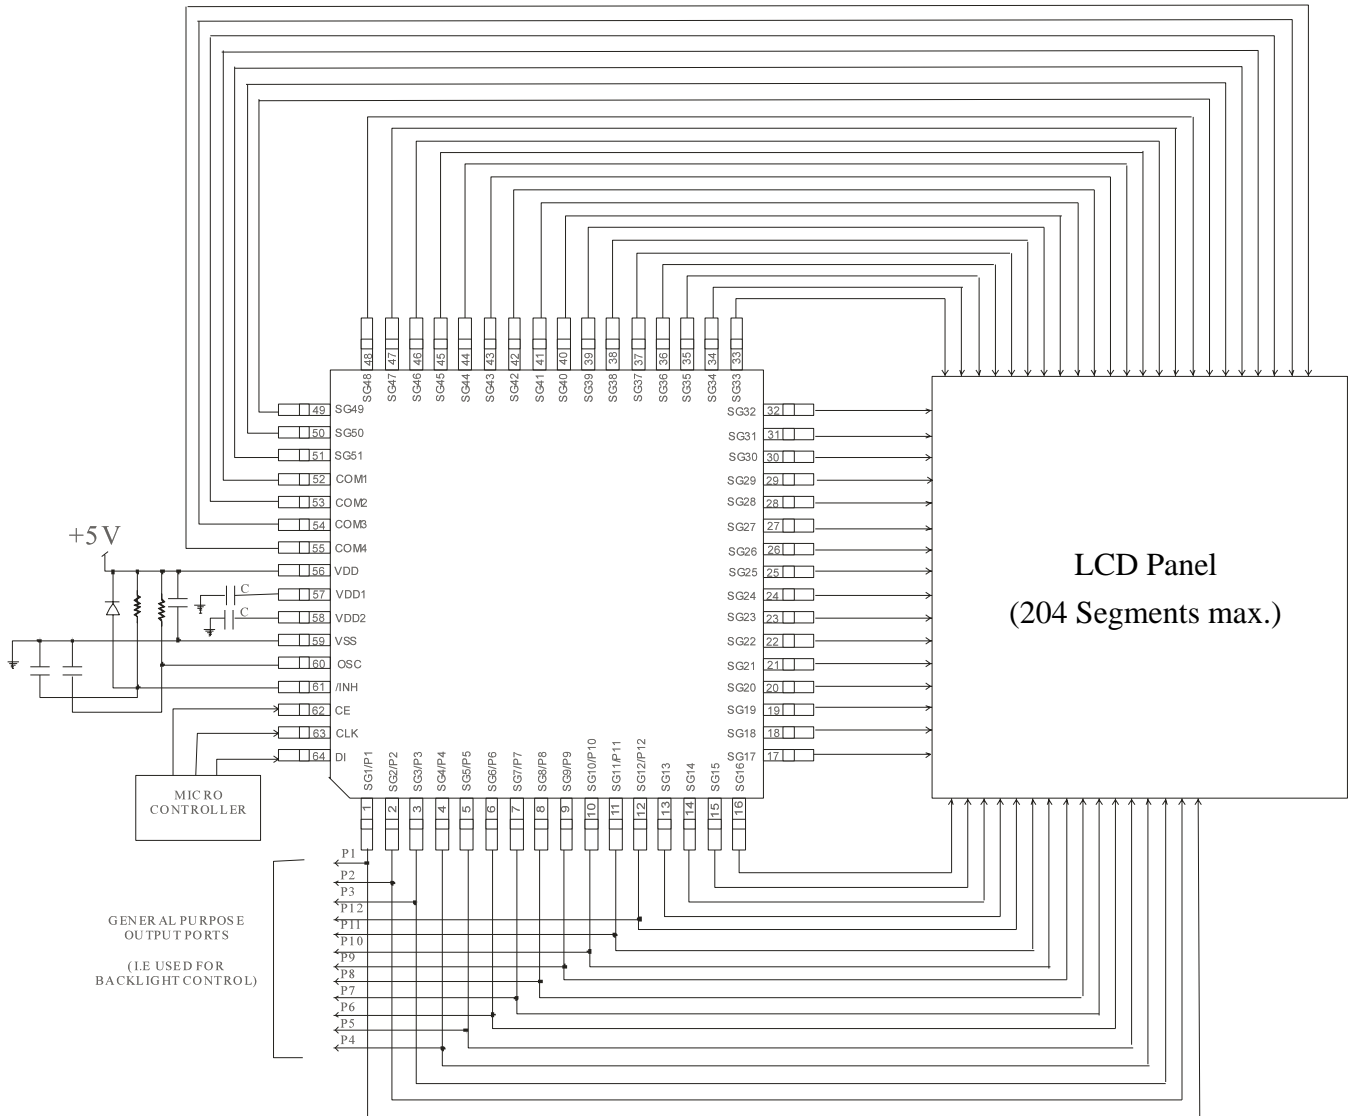 48 47 46 45 44 43 42 41 40 39 38 37 36 35 34 33
SG48 SG47 SG46 SG45 SG44 SG43 SG42 SG41 SG40 SG39 SG38 SG37 SG36 SG35 SG34 SG33
49 SG49
50 SG50
51 SG51
52 COM1
53 COM2
54 COM3
55 COM4
56 VDD
57 VDD1
58 VDD2
59 VSS
60 OSC
61 /INH
62 CE
63 CLK
64 DI
+5V
C
C
SG32 32
SG31 31
SG30 30
SG29 29
SG28 28
SG27 27
SG26 26
SG25 25
SG24 24
SG23 23
SG22 22
SG21 21
SG20 20
SG19 19
SG18 18
SG17 17
LCD Panel
(204 Segments max.)
MICRO
CONTROLLER
SG1/P1 SG2/P2 SG3/P3 SG4/P4 SG5/P5 SG6/P6 SG7/P7 SG8/P8 SG9/P9 SG10/P10 SG11/P11 SG12/P12 SG13 SG14 SG15 SG16
1 2 3 4 5 6 7 8 9 10 11 12 13 14 15 16
P1
P2
P3
P12
P11
P10
P9
P8
P7
P6
P5
P4
GENERAL PURPOSE
OUTPUT PORTS
(I.E USED FOR
BACKLIGHT CONTROL)